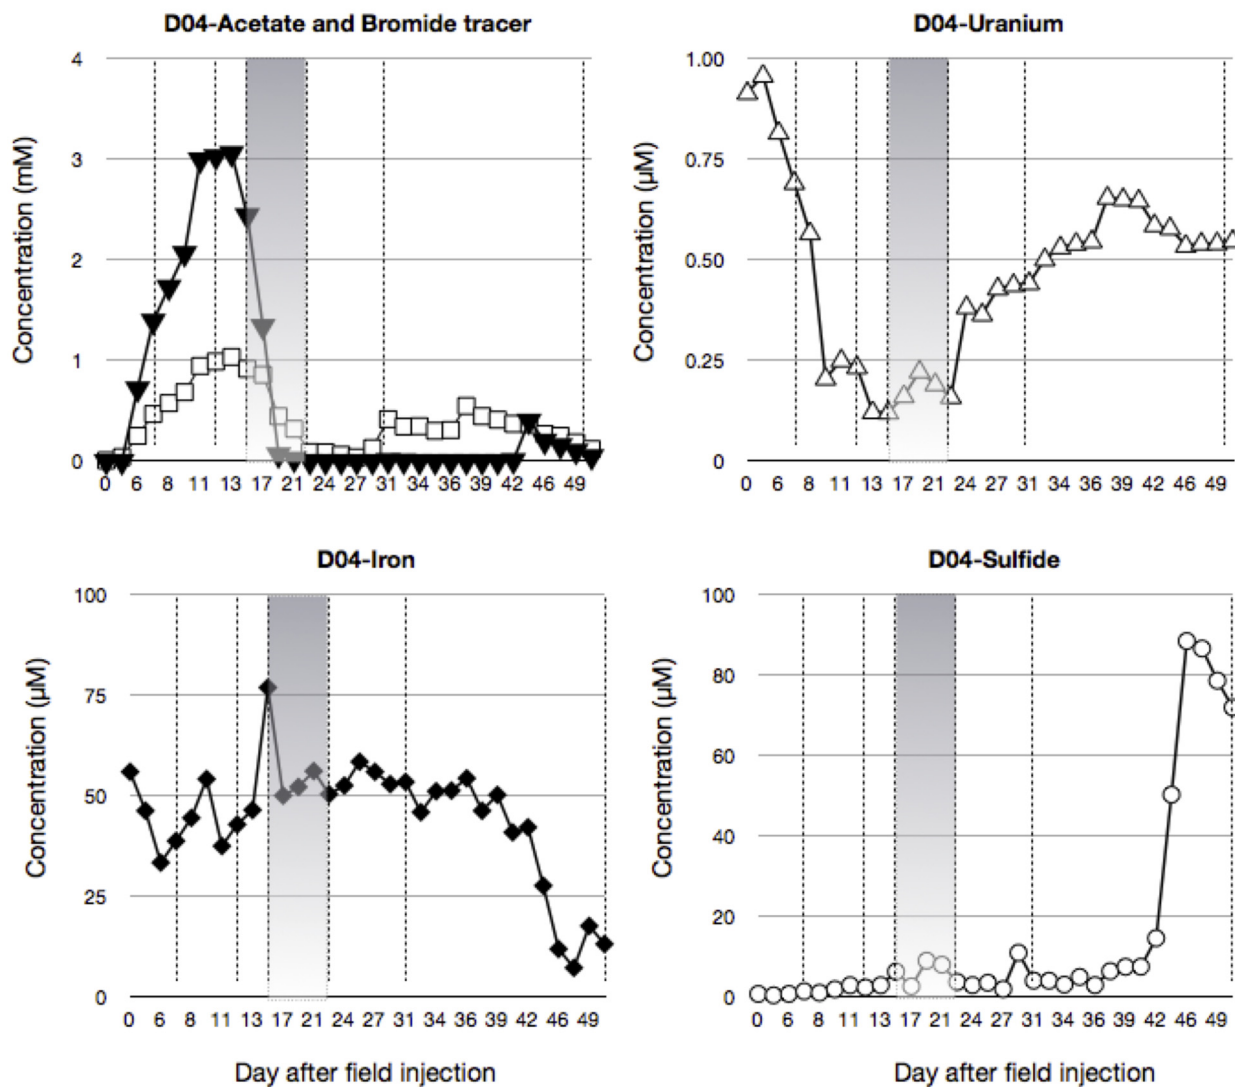 D04-Acetate and Bromide tracer
4
3
2
1
0
Concentration (mM)
0 6 8 11 13 17 21 24 27 31 34 36 39 42 46 49
D04-Uranium
1.00
0.75
0.50
0.25
0
Concentration (µM)
0 6 8 11 13 17 21 24 27 31 34 36 39 42 46 49
D04-Iron
100
75
50
25
0
Concentration (µM)
0 6 8 11 13 17 21 24 27 31 34 36 39 42 46 49
Day after field injection
D04-Sulfide
100
80
60
40
20
0
Concentration (µM)
0 6 8 11 13 17 21 24 27 31 34 36 39 42 46 49
Day after field injection